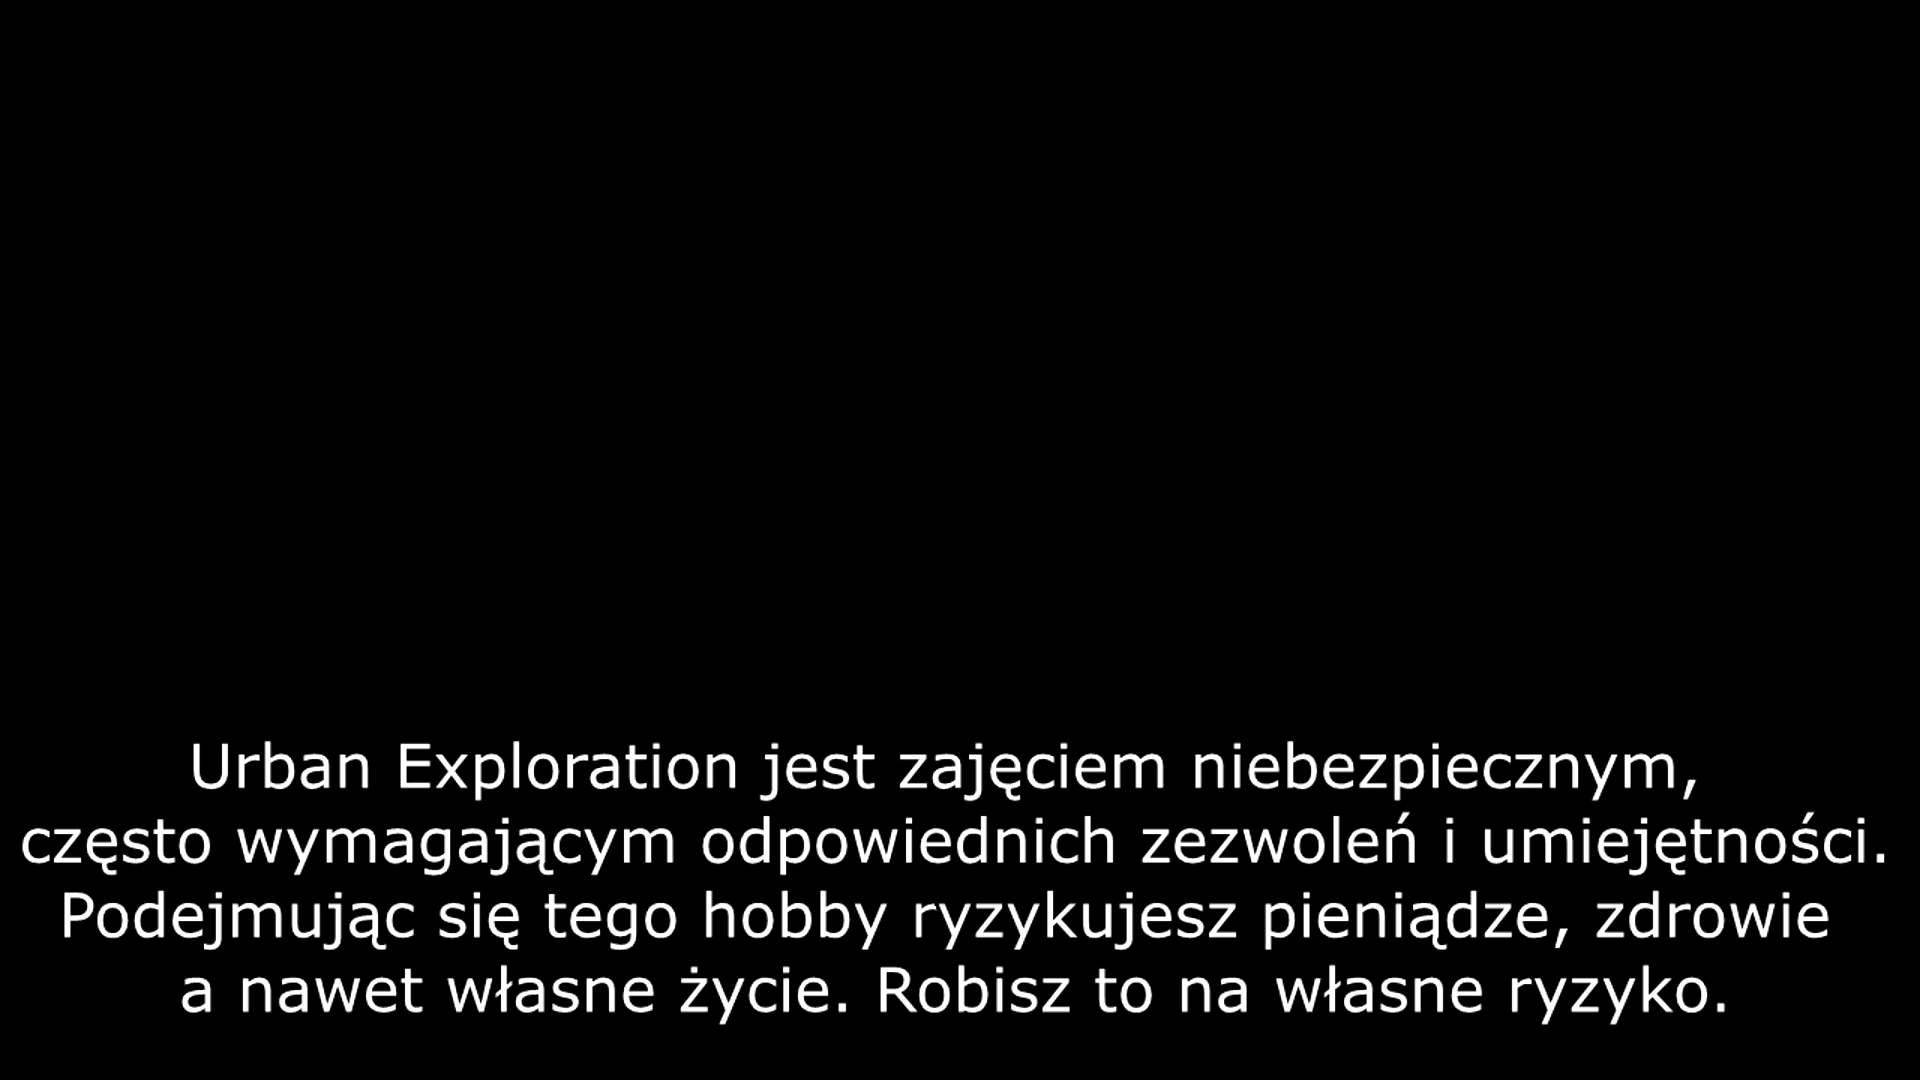 Urban Exploration jest zajęciem niebezpiecznym,
często wymagającym odpowiednich zezwoleń i umiejętności.
Podejmując się tego hobby ryzykujesz pieniądze, zdrowie
a nawet własne życie. Robisz to na własne ryzyko.